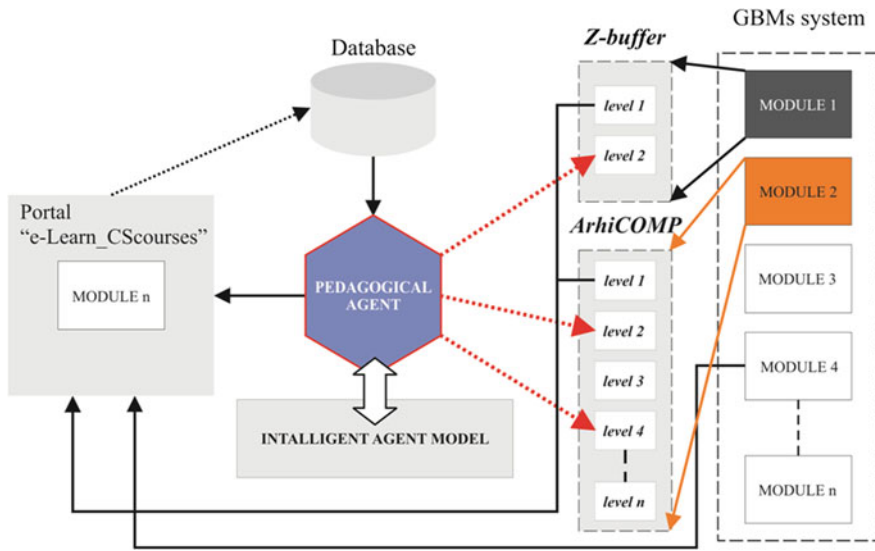 GBMs system
Z-buffer
Database
level 1
level 2
MODULE 1
MODULE 2
Portal
“e-Learn_CScourses”
MODULE n
PEDAGOGICAL
AGENT
ArhiCOMP
level 1
level 2
level 3
level 4
level n
MODULE 3
MODULE 4
MODULE n
INTALLIGENT AGENT MODEL